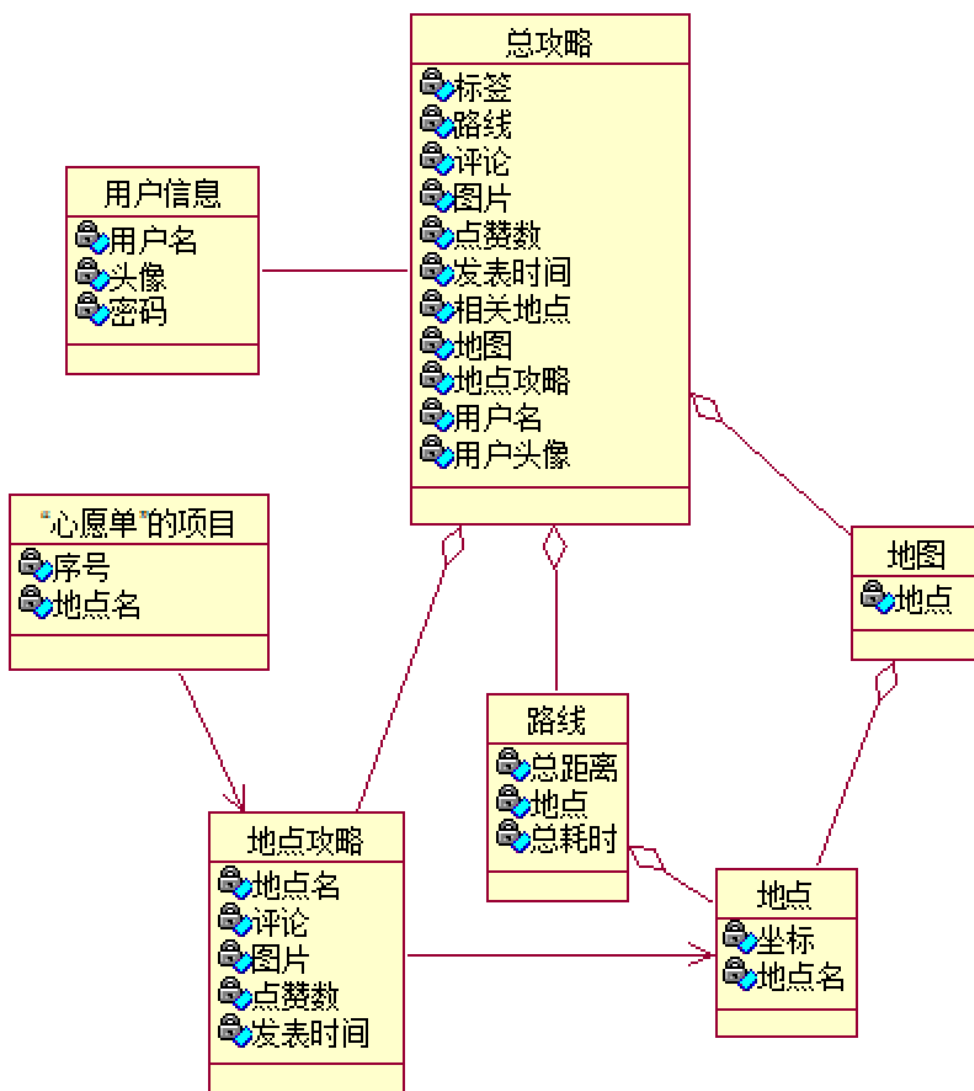 总攻略
标签
路线
评论
图片
点赞数
发表时间
相关地点
地图
地点攻略
用户名
用户头像
用户信息
用户名
头像
密码
“心愿单”的项目
序号
地点名
地图
地点
路线
总距离
地点
总耗时
地点攻略
地点名
评论
图片
点赞数
发表时间
地点
坐标
地点名